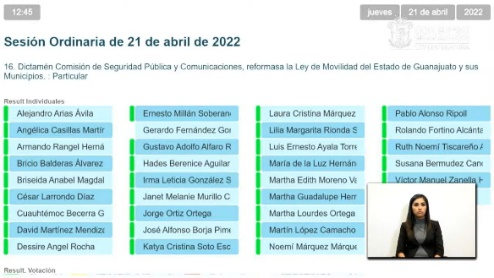 12:45
jueves 21 de abril 2022
Sesión Ordinaria de 21 de abril de 2022
16. Dictamén Comisión de Seguridad Pública y Comunicaciones, reformasa la Ley de Movilidad del Estado de Guanajuato y sus
Municipios. : Particular
Result Individuales
Alejandro Arias Ávila Ernesto Millán Soberan Laura Cristina Márquez Pablo Alonso Ripoll
Angélica Casillas Martír Gerardo Fernández Gor Lilia Margarita Rionda S Rolando Fortino Alcánta
Armando Rangel Herná Gustavo Adolfo Alfaro R Luis Ernesto Ayala Torre Ruth Noemí Tiscareño A
Bricio Balderas Álvarez Hades Berenice Aguilar María de la Luz Hernán Susana Bermudez Cano
Briseida Anabel Magdal Irma Leticia González S Martha Edith Moreno Va Víctor Manuel Zanella H
César Larrondo Díaz Janet Melanie Murillo C Martha Guadalupe Herr
Cuauhtémoc Becerra G Jorge Ortiz Ortega Martha Lourdes Ortega
David Martínez Mendiza José Alfonso Borja Pime Martín López Camacho
Dessire Angel Rocha Katya Cristina Soto Esc Noemí Márquez Márque
Result. Votación